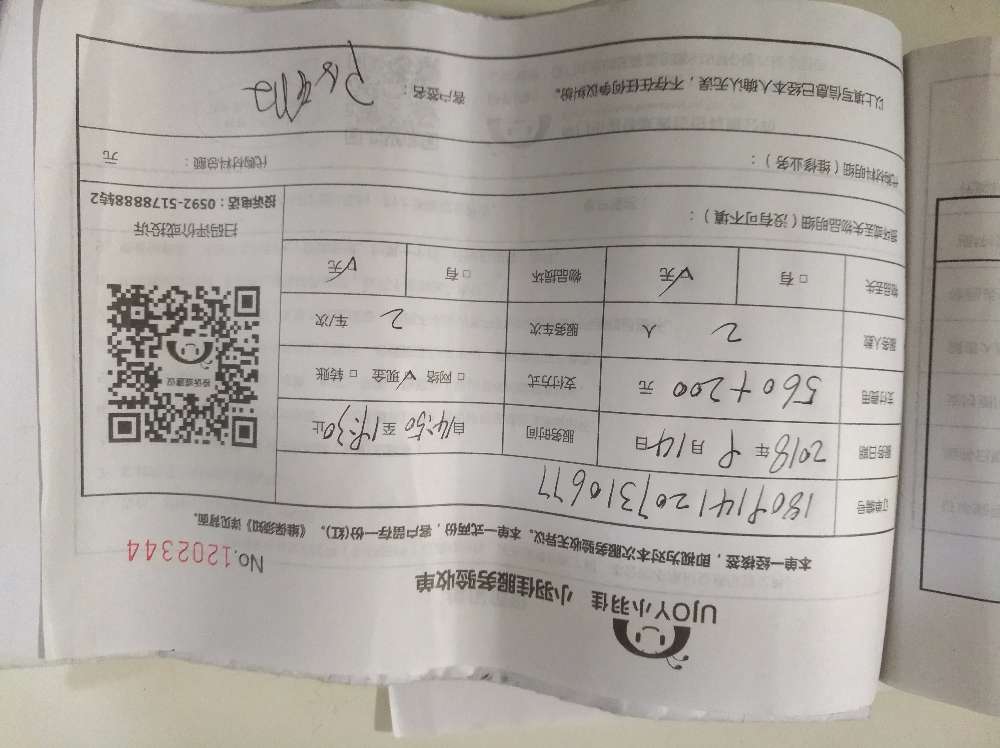 UJOY小羽佳 小羽佳服务验收单
No.1202344
本单一经核签，即视为对本次服务验收无异议。本单一式两份，客户留存一份(红)。《维保须知》详见背面。
订单编号 1809141207310677
服务日期 2018年9月14日 服务时间 自14:50至18:30止
支付费用 560+200 元 支付方式 □ 网络 ✓现金 □ 转账
服务人数 2 人 服务车次 2 车/次
物品丢失 □ 有 ✓无 物品损坏 □ 有 ✓无
投诉或建议
扫码评价或投诉
投诉电话：0592-5178888转2
损坏或丢失物品明细（没有可不填）：
代购材料明细（维修业务）： 代购材料总额： 元
以上填写信息已经本人确认无误，不存在任何争议纠纷。 客户签名：